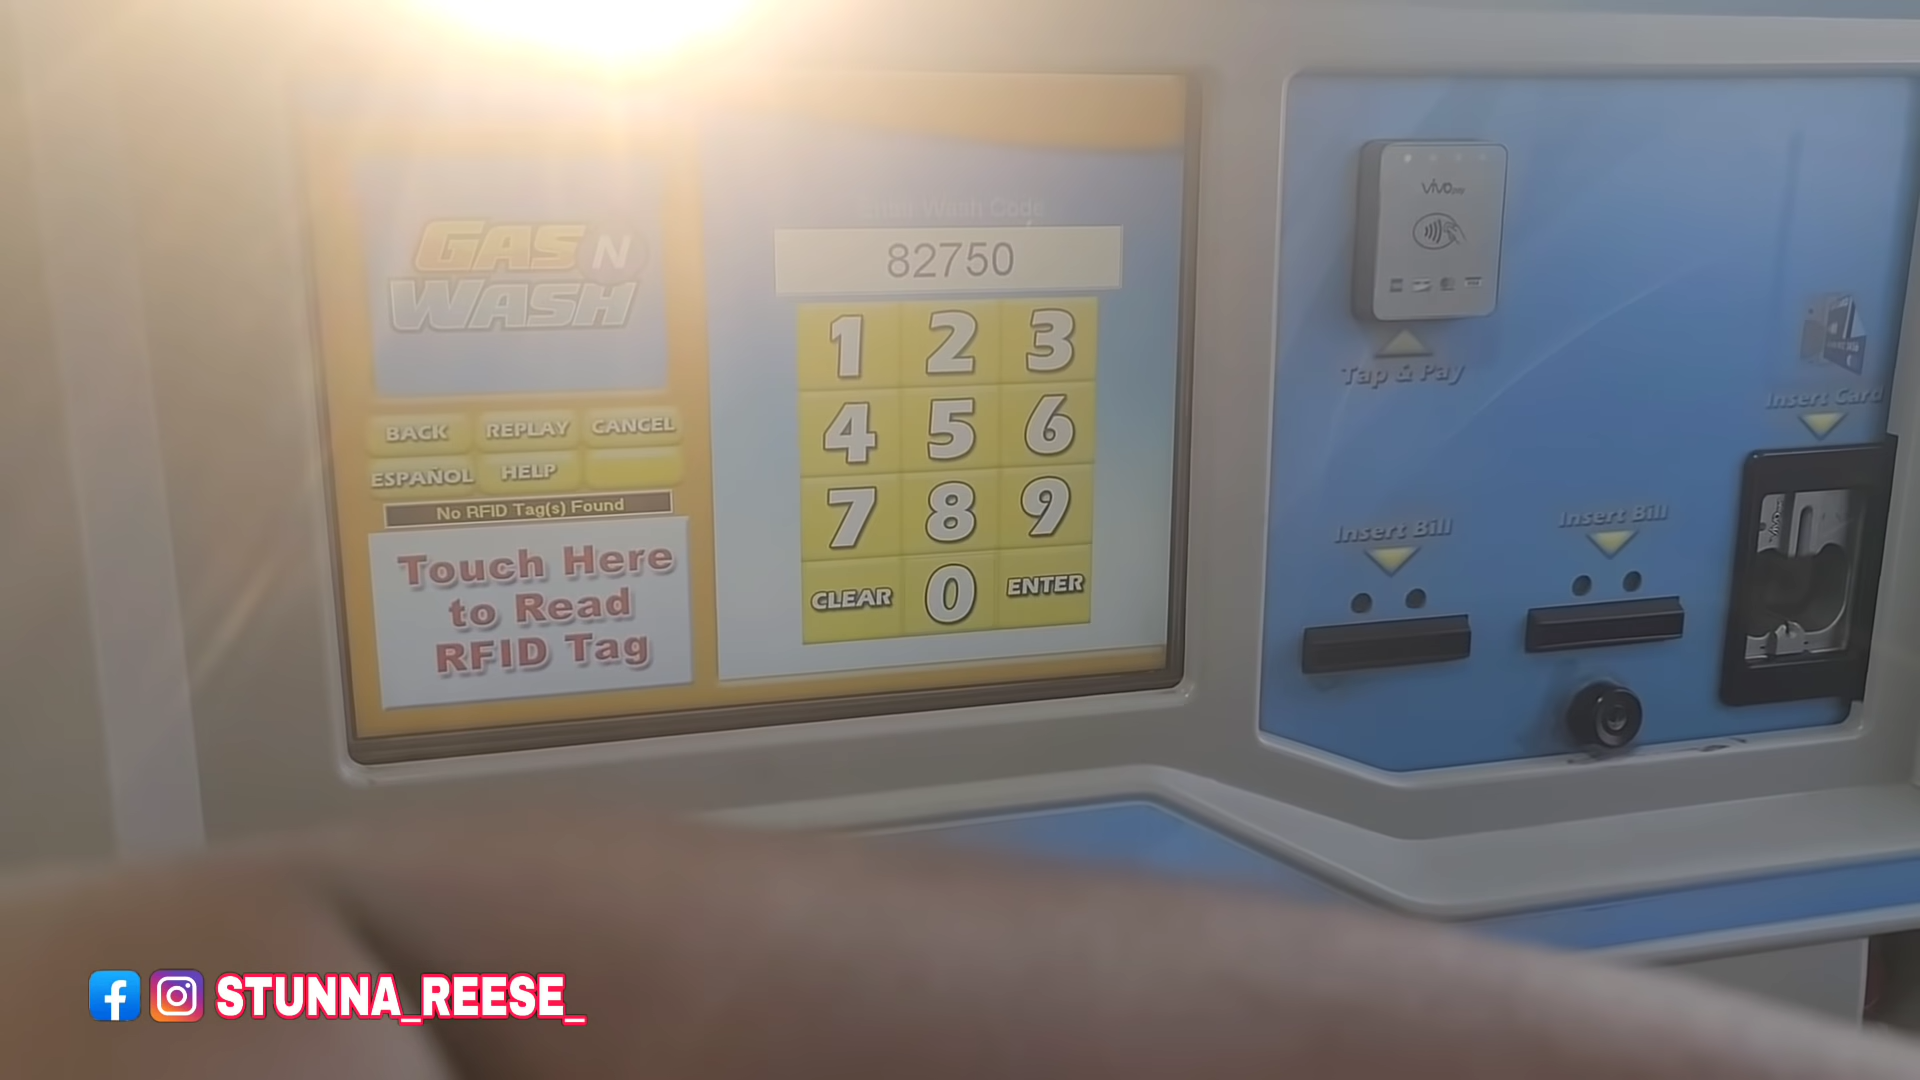 GAS N
WASH
Enter Wash Code
82750
1 2 3
4 5 6
7 8 9
CLEAR 0 ENTER
BACK REPLAY CANCEL
ESPAÑOL HELP
No RFID Tag(s) Found
Touch Here
to Read
RFID Tag
vivopay
Tap & Pay
Insert Card
Insert Bill
Insert Bill
STUNNA_REESE_